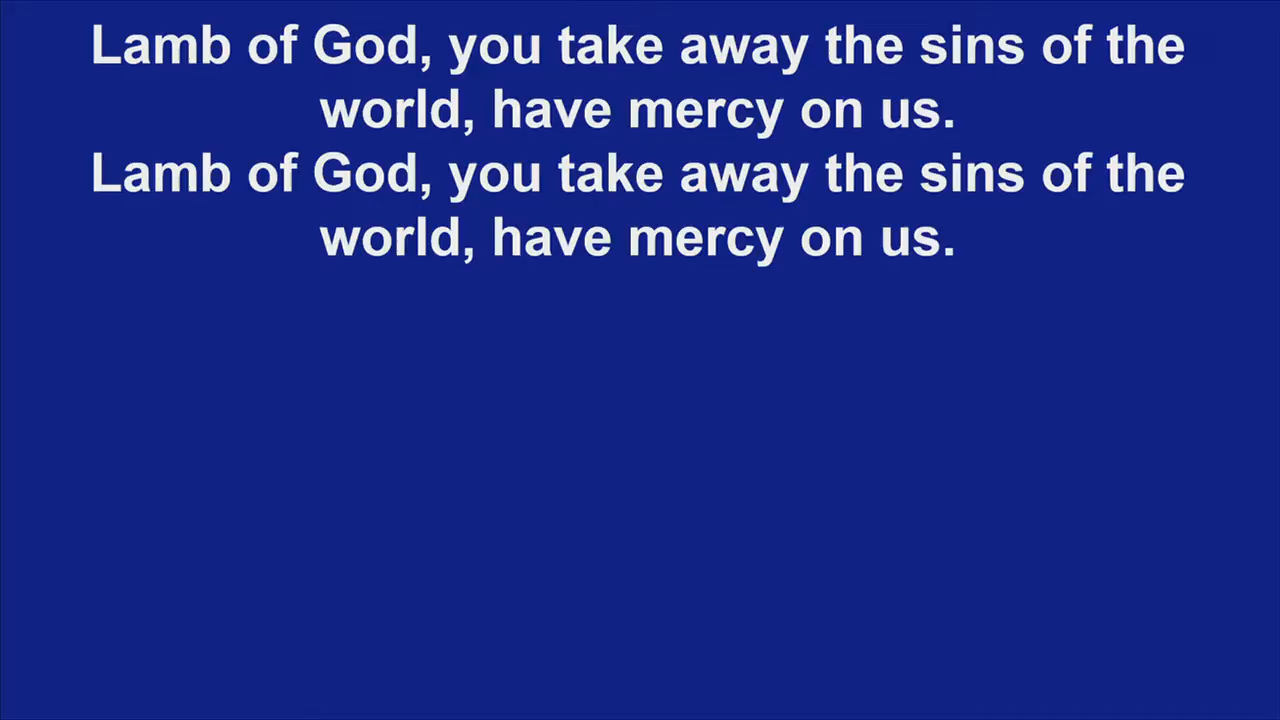 Lamb of God, you take away the sins of the
world, have mercy on us.
Lamb of God, you take away the sins of the
world, have mercy on us.